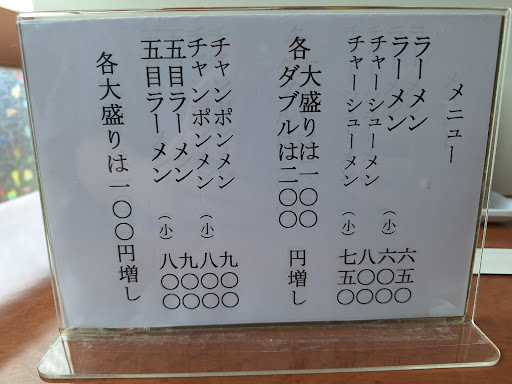 メニュー
ラーメン 六五〇
ラーメン (小) 六〇〇
チャーシューメン 八〇〇
チャーシューメン (小) 七五〇
各大盛りは一〇〇
ダブルは二〇〇 円増し
チャンポンメン 九〇〇
チャンポンメン (小) 八〇〇
五目ラーメン 九〇〇
五目ラーメン (小) 八〇〇
各大盛りは一〇〇円増し